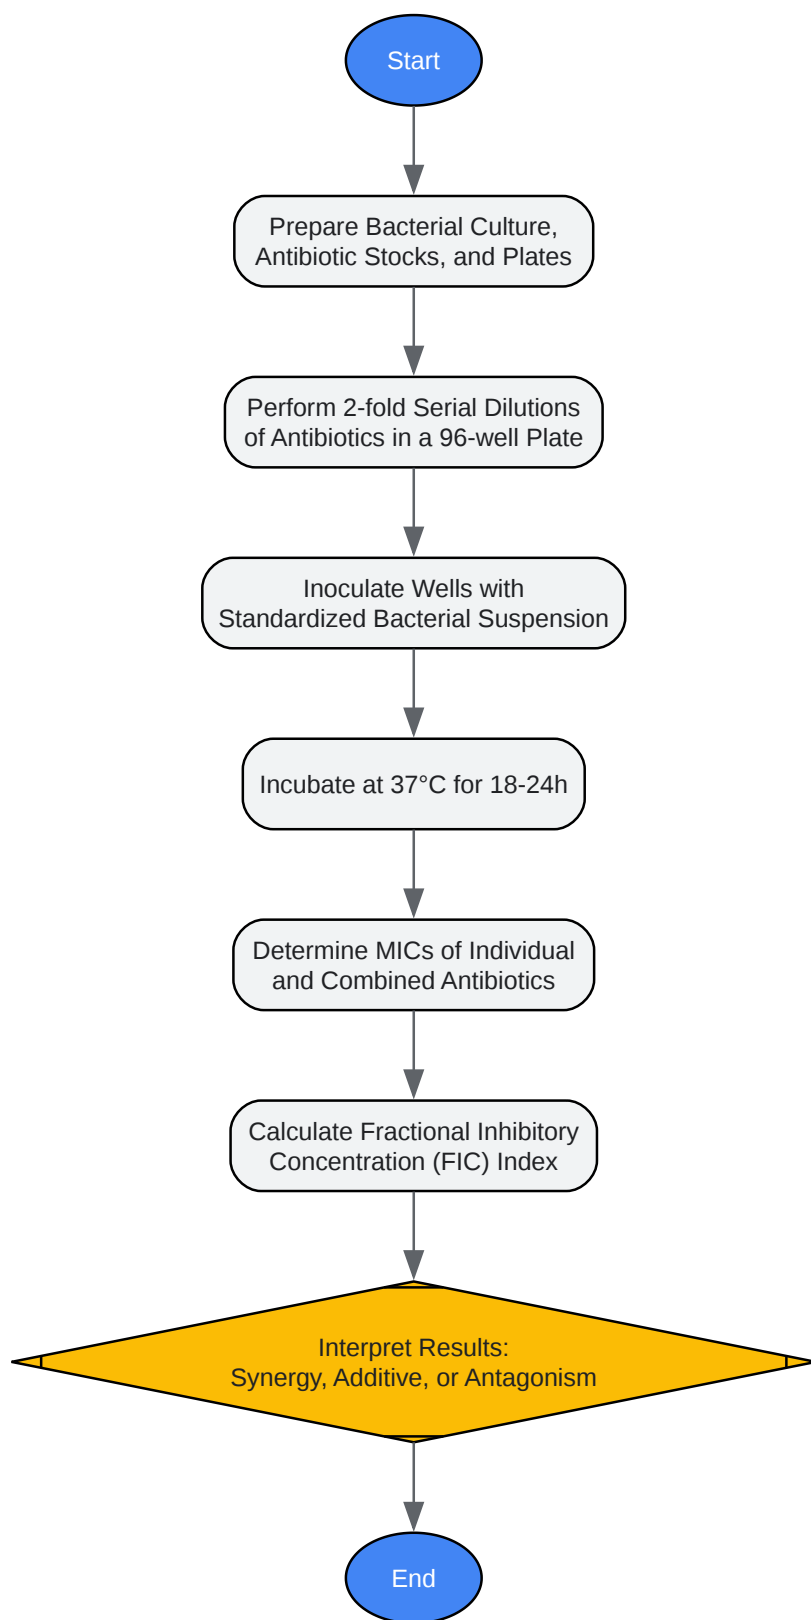 Start
Prepare Bacterial Culture,
Antibiotic Stocks, and Plates
Perform 2-fold Serial Dilutions
of Antibiotics in a 96-well Plate
Inoculate Wells with
Standardized Bacterial Suspension
Incubate at 37°C for 18-24h
Determine MICs of Individual
and Combined Antibiotics
Calculate Fractional Inhibitory
Concentration (FIC) Index
Interpret Results:
Synergy, Additive, or Antagonism
End